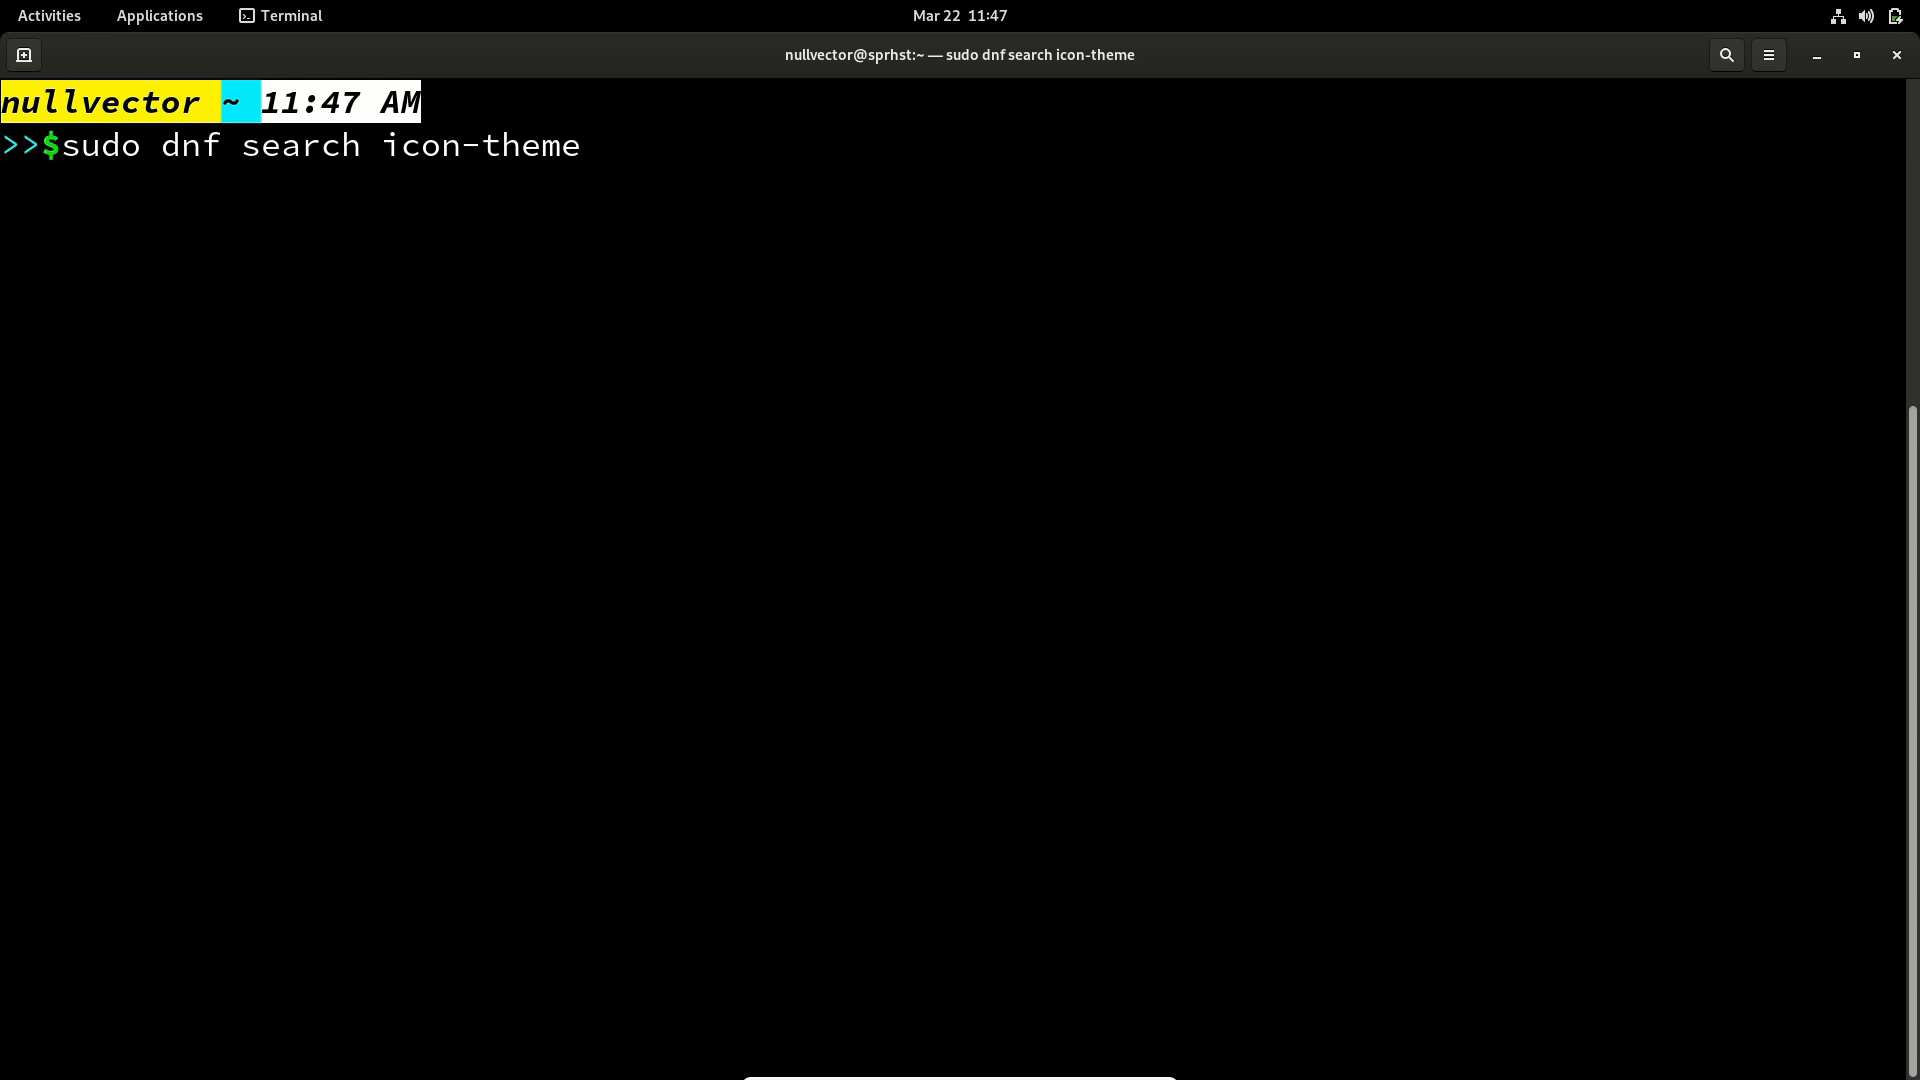 Activities Applications Terminal Mar 22 11:47
nullvector@sprhst:~ — sudo dnf search icon-theme
nullvector ~ 11:47 AM
>>$sudo dnf search icon-theme